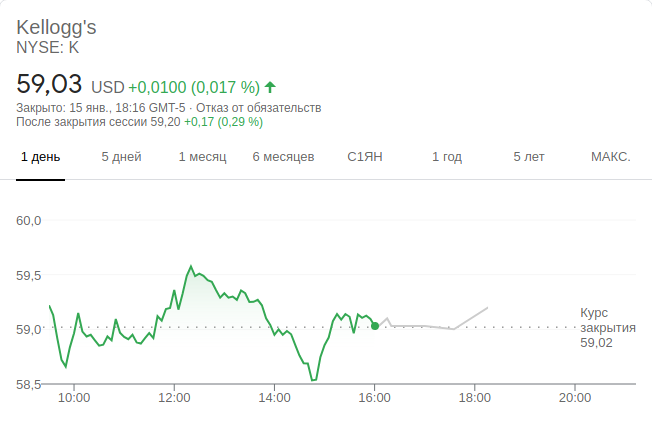 Kellogg's
NYSE: K
59,03 USD +0,0100 (0,017 %)
Закрыто: 15 янв., 18:16 GMT-5 · Отказ от обязательств
После закрытия сессии 59,20 +0,17 (0,29 %)
1 день 5 дней 1 месяц 6 месяцев С1ЯН 1 год 5 лет МАКС.
60,0
59,5
Курс
59,0 закрытия
59,02
58,5
10:00 12:00 14:00 16:00 18:00 20:00